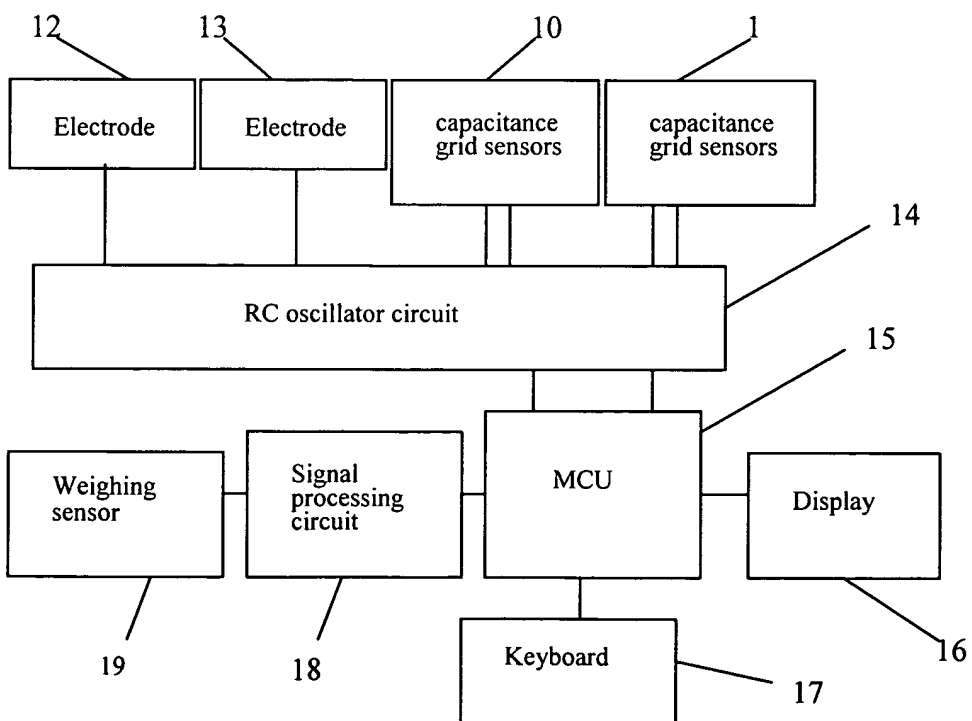 12
13
10
1
Electrode
Electrode
capacitance
grid sensors
capacitance
grid sensors
14
RC oscillator circuit
15
Weighing
sensor
Signal
processing
circuit
MCU
Display
19
18
Keyboard
17
16